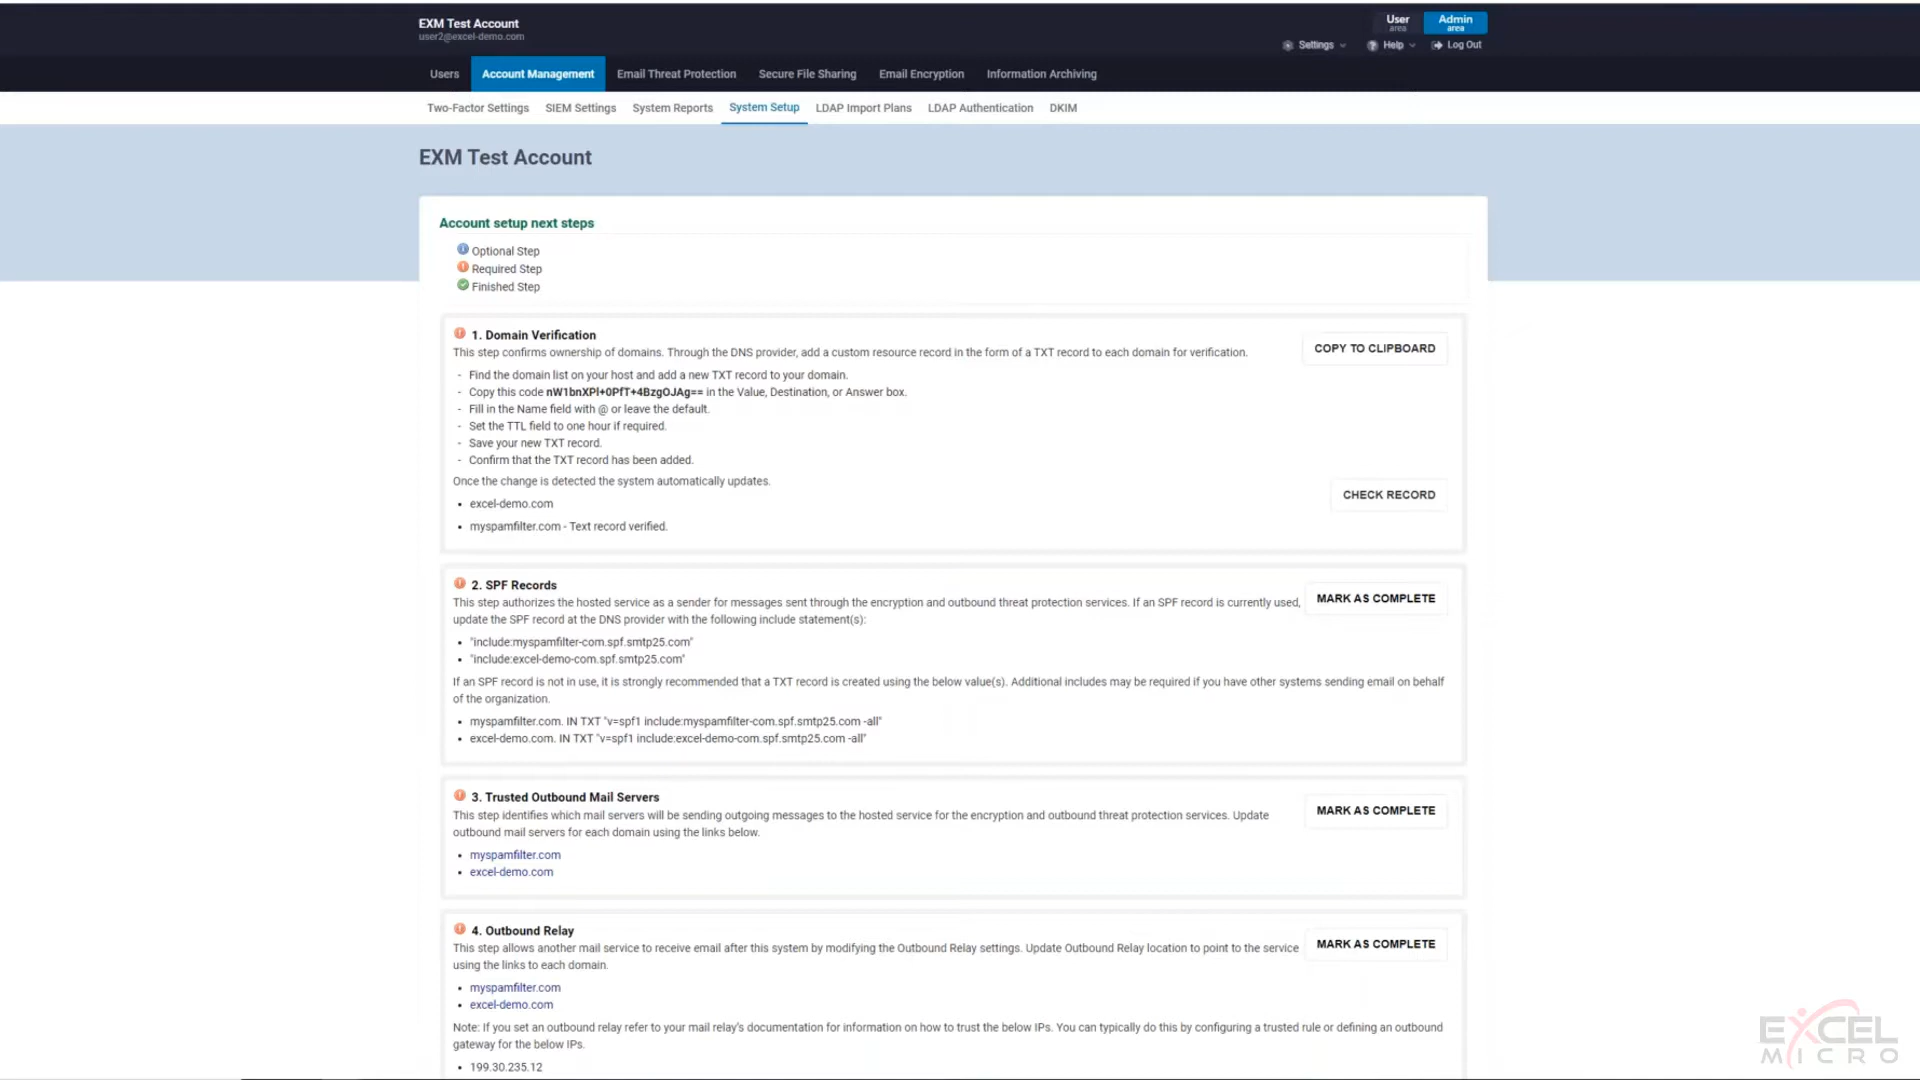 EXM Test Account
user2@excel-demo.com
User
area
Admin
area
Settings
Help
Log Out
Users
Account Management
Email Threat Protection
Secure File Sharing
Email Encryption
Information Archiving
Two-Factor Settings
SIEM Settings
System Reports
System Setup
LDAP Import Plans
LDAP Authentication
DKIM
EXM Test Account
Account setup next steps
Optional Step
Required Step
Finished Step
1. Domain Verification
This step confirms ownership of domains. Through the DNS provider, add a custom resource record in the form of a TXT record to each domain for verification.
COPY TO CLIPBOARD
- Find the domain list on your host and add a new TXT record to your domain.
- Copy this code nW1bnXPl+0PfT+4BzgOJAg== in the Value, Destination, or Answer box.
- Fill in the Name field with @ or leave the default.
- Set the TTL field to one hour if required.
- Save your new TXT record.
- Confirm that the TXT record has been added.
Once the change is detected the system automatically updates.
CHECK RECORD
• excel-demo.com
• myspamfilter.com - Text record verified.
2. SPF Records
This step authorizes the hosted service as a sender for messages sent through the encryption and outbound threat protection services. If an SPF record is currently used,
update the SPF record at the DNS provider with the following include statement(s):
MARK AS COMPLETE
• "include:myspamfilter-com.spf.smtp25.com"
• "include:excel-demo-com.spf.smtp25.com"
If an SPF record is not in use, it is strongly recommended that a TXT record is created using the below value(s). Additional includes may be required if you have other systems sending email on behalf
of the organization.
• myspamfilter.com. IN TXT "v=spf1 include:myspamfilter-com.spf.smtp25.com -all"
• excel-demo.com. IN TXT "v=spf1 include:excel-demo-com.spf.smtp25.com -all"
3. Trusted Outbound Mail Servers
This step identifies which mail servers will be sending outgoing messages to the hosted service for the encryption and outbound threat protection services. Update
outbound mail servers for each domain using the links below.
MARK AS COMPLETE
• myspamfilter.com
• excel-demo.com
4. Outbound Relay
This step allows another mail service to receive email after this system by modifying the Outbound Relay settings. Update Outbound Relay location to point to the service
using the links to each domain.
MARK AS COMPLETE
• myspamfilter.com
• excel-demo.com
Note: If you set an outbound relay refer to your mail relay's documentation for information on how to trust the below IPs. You can typically do this by configuring a trusted rule or defining an outbound
gateway for the below IPs.
• 199.30.235.12
EXCEL
MICRO